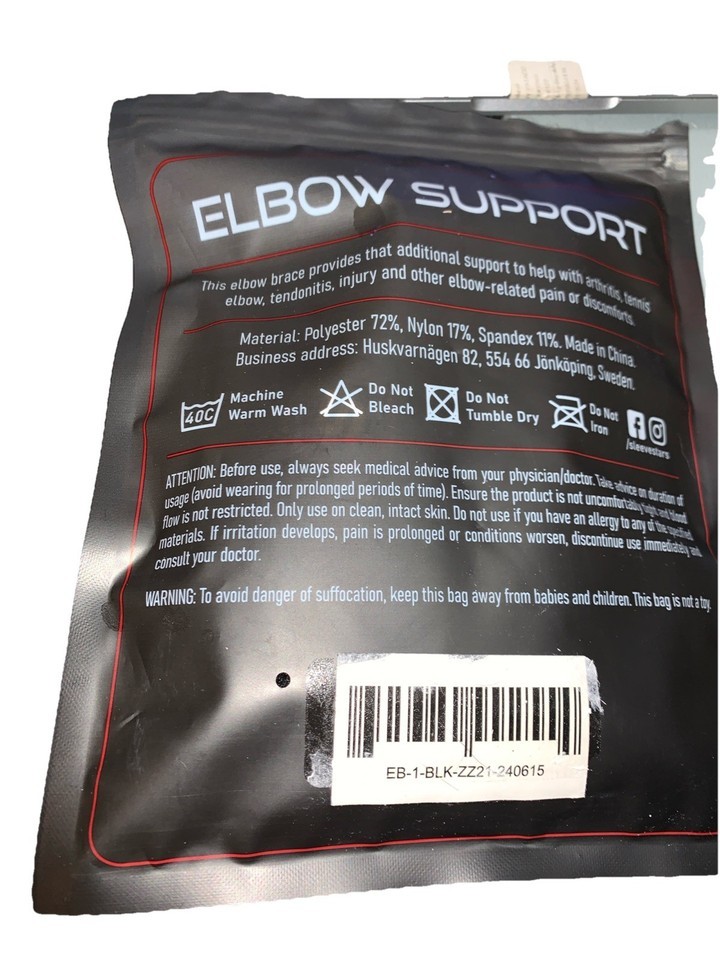 ELBOW SUPPORT
This elbow brace provides that additional support to help with arthritis, tennis
elbow, tendonitis, injury and other elbow-related pain or discomforts.
Material: Polyester 72%, Nylon 17%, Spandex 11%. Made in China.
Business address: Huskvarnägen 82, 554 66 Jönköping, Sweden.
40C Machine Warm Wash
Do Not Bleach
Do Not Tumble Dry
Do Not Iron
/sleevestars
ATTENTION: Before use, always seek medical advice from your physician/doctor. Take advice on duration of
usage (avoid wearing for prolonged periods of time). Ensure the product is not uncomfortably tight and blood
flow is not restricted. Only use on clean, intact skin. Do not use if you have an allergy to any of the specified
materials. If irritation develops, pain is prolonged or conditions worsen, discontinue use immediately and
consult your doctor.
WARNING: To avoid danger of suffocation, keep this bag away from babies and children. This bag is not a toy.
EB-1-BLK-ZZ21-240615